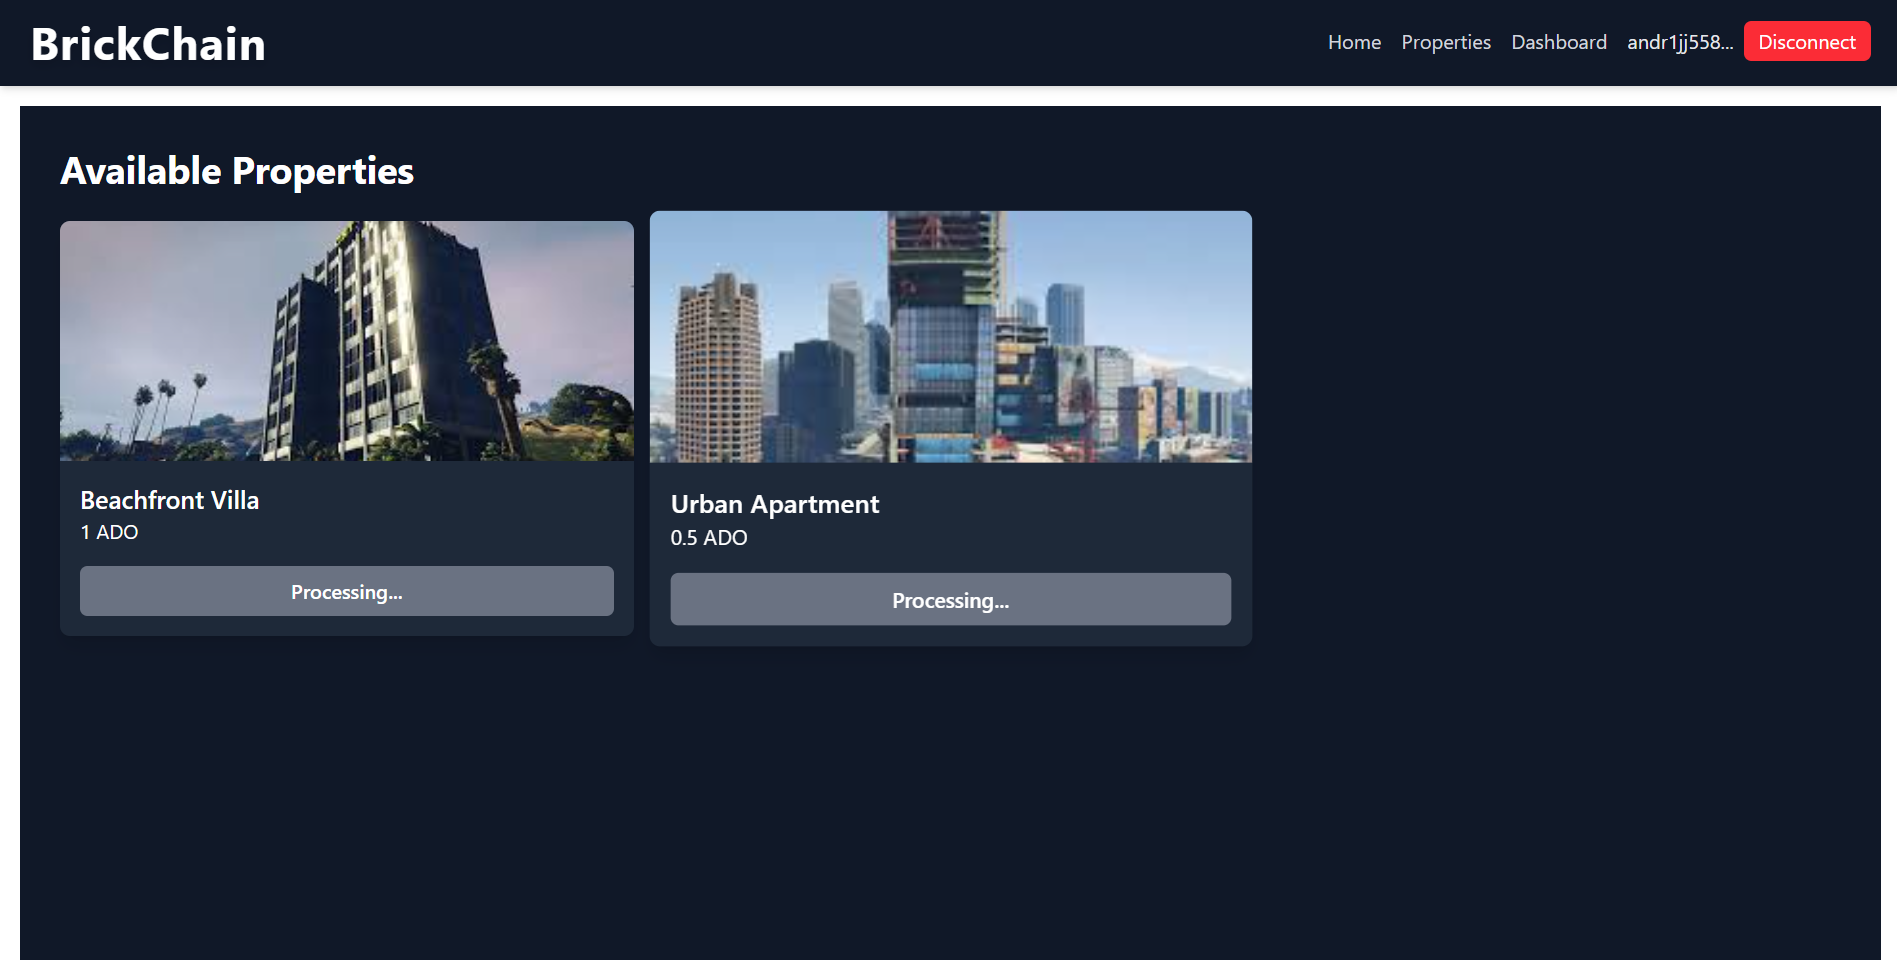 BrickChain
Home Properties Dashboard andr1jj558... Disconnect
Available Properties
Beachfront Villa
1 ADO
Processing...
Urban Apartment
0.5 ADO
Processing...